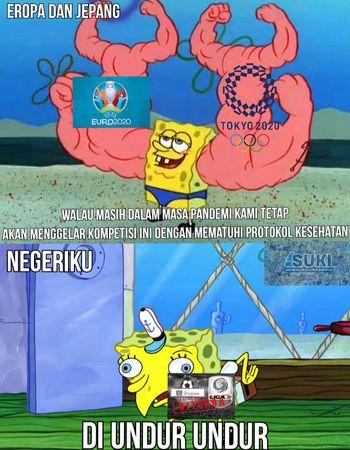 EROPA DAN JEPANG
EURO2020
TOKYO 2020
WALAU MASIH DALAM MASA PANDEMI KAMI TETAP
AKAN MENGGELAR KOMPETISI INI DENGAN MEMATUHI PROTOKOL KESEHATAN
NEGERIKU
SUKI
Shopee
LIGA
DI UNDUR UNDUR